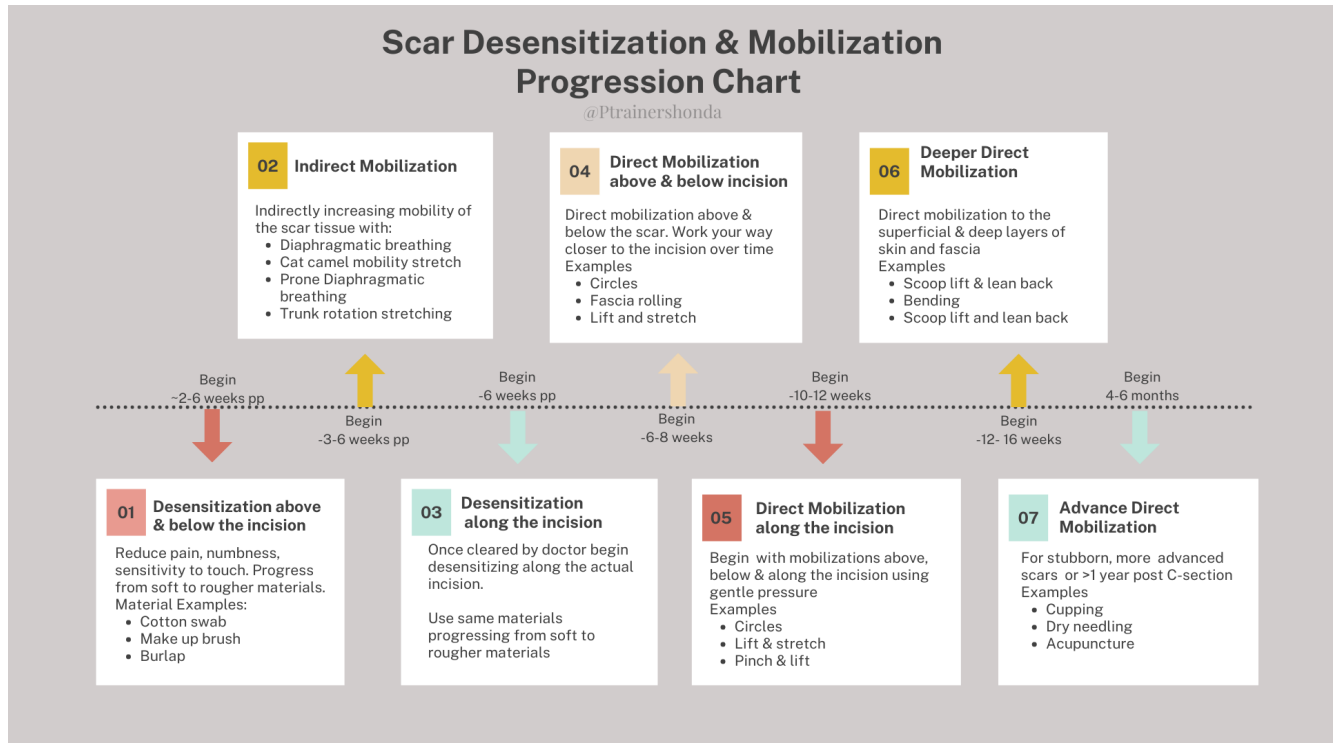 Scar Desensitization & Mobilization
Progression Chart
@Ptrainershonda
02
Indirect Mobilization
Indirectly increasing mobility of
the scar tissue with:
• Diaphragmatic breathing
• Cat camel mobility stretch
• Prone Diaphragmatic
breathing
• Trunk rotation stretching
04
Direct Mobilization
above & below incision
Direct mobilization above &
below the scar. Work your way
closer to the incision over time
Examples
• Circles
• Fascia rolling
• Lift and stretch
06
Deeper Direct
Mobilization
Direct mobilization to the
superficial & deep layers of
skin and fascia
Examples
• Scoop lift & lean back
• Bending
• Scoop lift and lean back
Begin
~2-6 weeks pp
Begin
-3-6 weeks pp
Begin
-6 weeks pp
Begin
-6-8 weeks
Begin
-10-12 weeks
Begin
-12- 16 weeks
Begin
4-6 months
01
Desensitization above
& below the incision
Reduce pain, numbness,
sensitivity to touch. Progress
from soft to rougher materials.
Material Examples:
• Cotton swab
• Make up brush
• Burlap
03
Desensitization
along the incision
Once cleared by doctor begin
desensitizing along the actual
incision.
Use same materials
progressing from soft to
rougher materials
05
Direct Mobilization
along the incision
Begin with mobilizations above,
below & along the incision using
gentle pressure
Examples
• Circles
• Lift & stretch
• Pinch & lift
07
Advance Direct
Mobilization
For stubborn, more advanced
scars or >1 year post C-section
Examples
• Cupping
• Dry needling
• Acupuncture